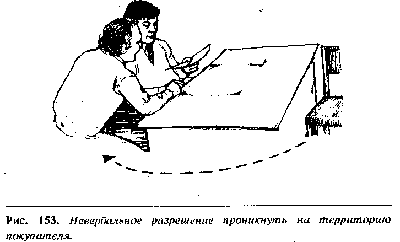 Рис. 153. Невербальное разрешение проникнуть на территорию
покупателя.